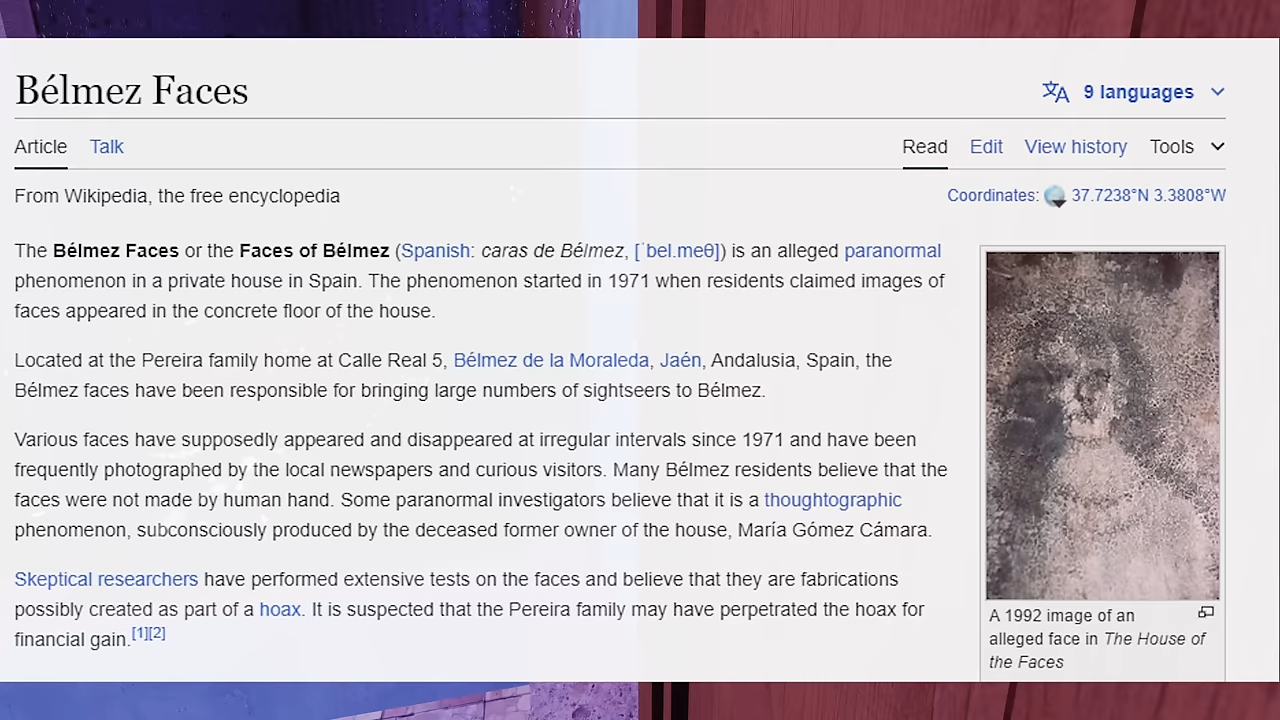 Bélmez Faces
9 languages
Article Talk
Read Edit View history Tools
From Wikipedia, the free encyclopedia
Coordinates: 37.7238°N 3.3808°W
The Bélmez Faces or the Faces of Bélmez (Spanish: caras de Bélmez, [ˈbel.meθ]) is an alleged paranormal
phenomenon in a private house in Spain. The phenomenon started in 1971 when residents claimed images of
faces appeared in the concrete floor of the house.
Located at the Pereira family home at Calle Real 5, Bélmez de la Moraleda, Jaén, Andalusia, Spain, the
Bélmez faces have been responsible for bringing large numbers of sightseers to Bélmez.
Various faces have supposedly appeared and disappeared at irregular intervals since 1971 and have been
frequently photographed by the local newspapers and curious visitors. Many Bélmez residents believe that the
faces were not made by human hand. Some paranormal investigators believe that it is a thoughtographic
phenomenon, subconsciously produced by the deceased former owner of the house, María Gómez Cámara.
Skeptical researchers have performed extensive tests on the faces and believe that they are fabrications
possibly created as part of a hoax. It is suspected that the Pereira family may have perpetrated the hoax for
financial gain.[1][2]
A 1992 image of an
alleged face in The House of
the Faces